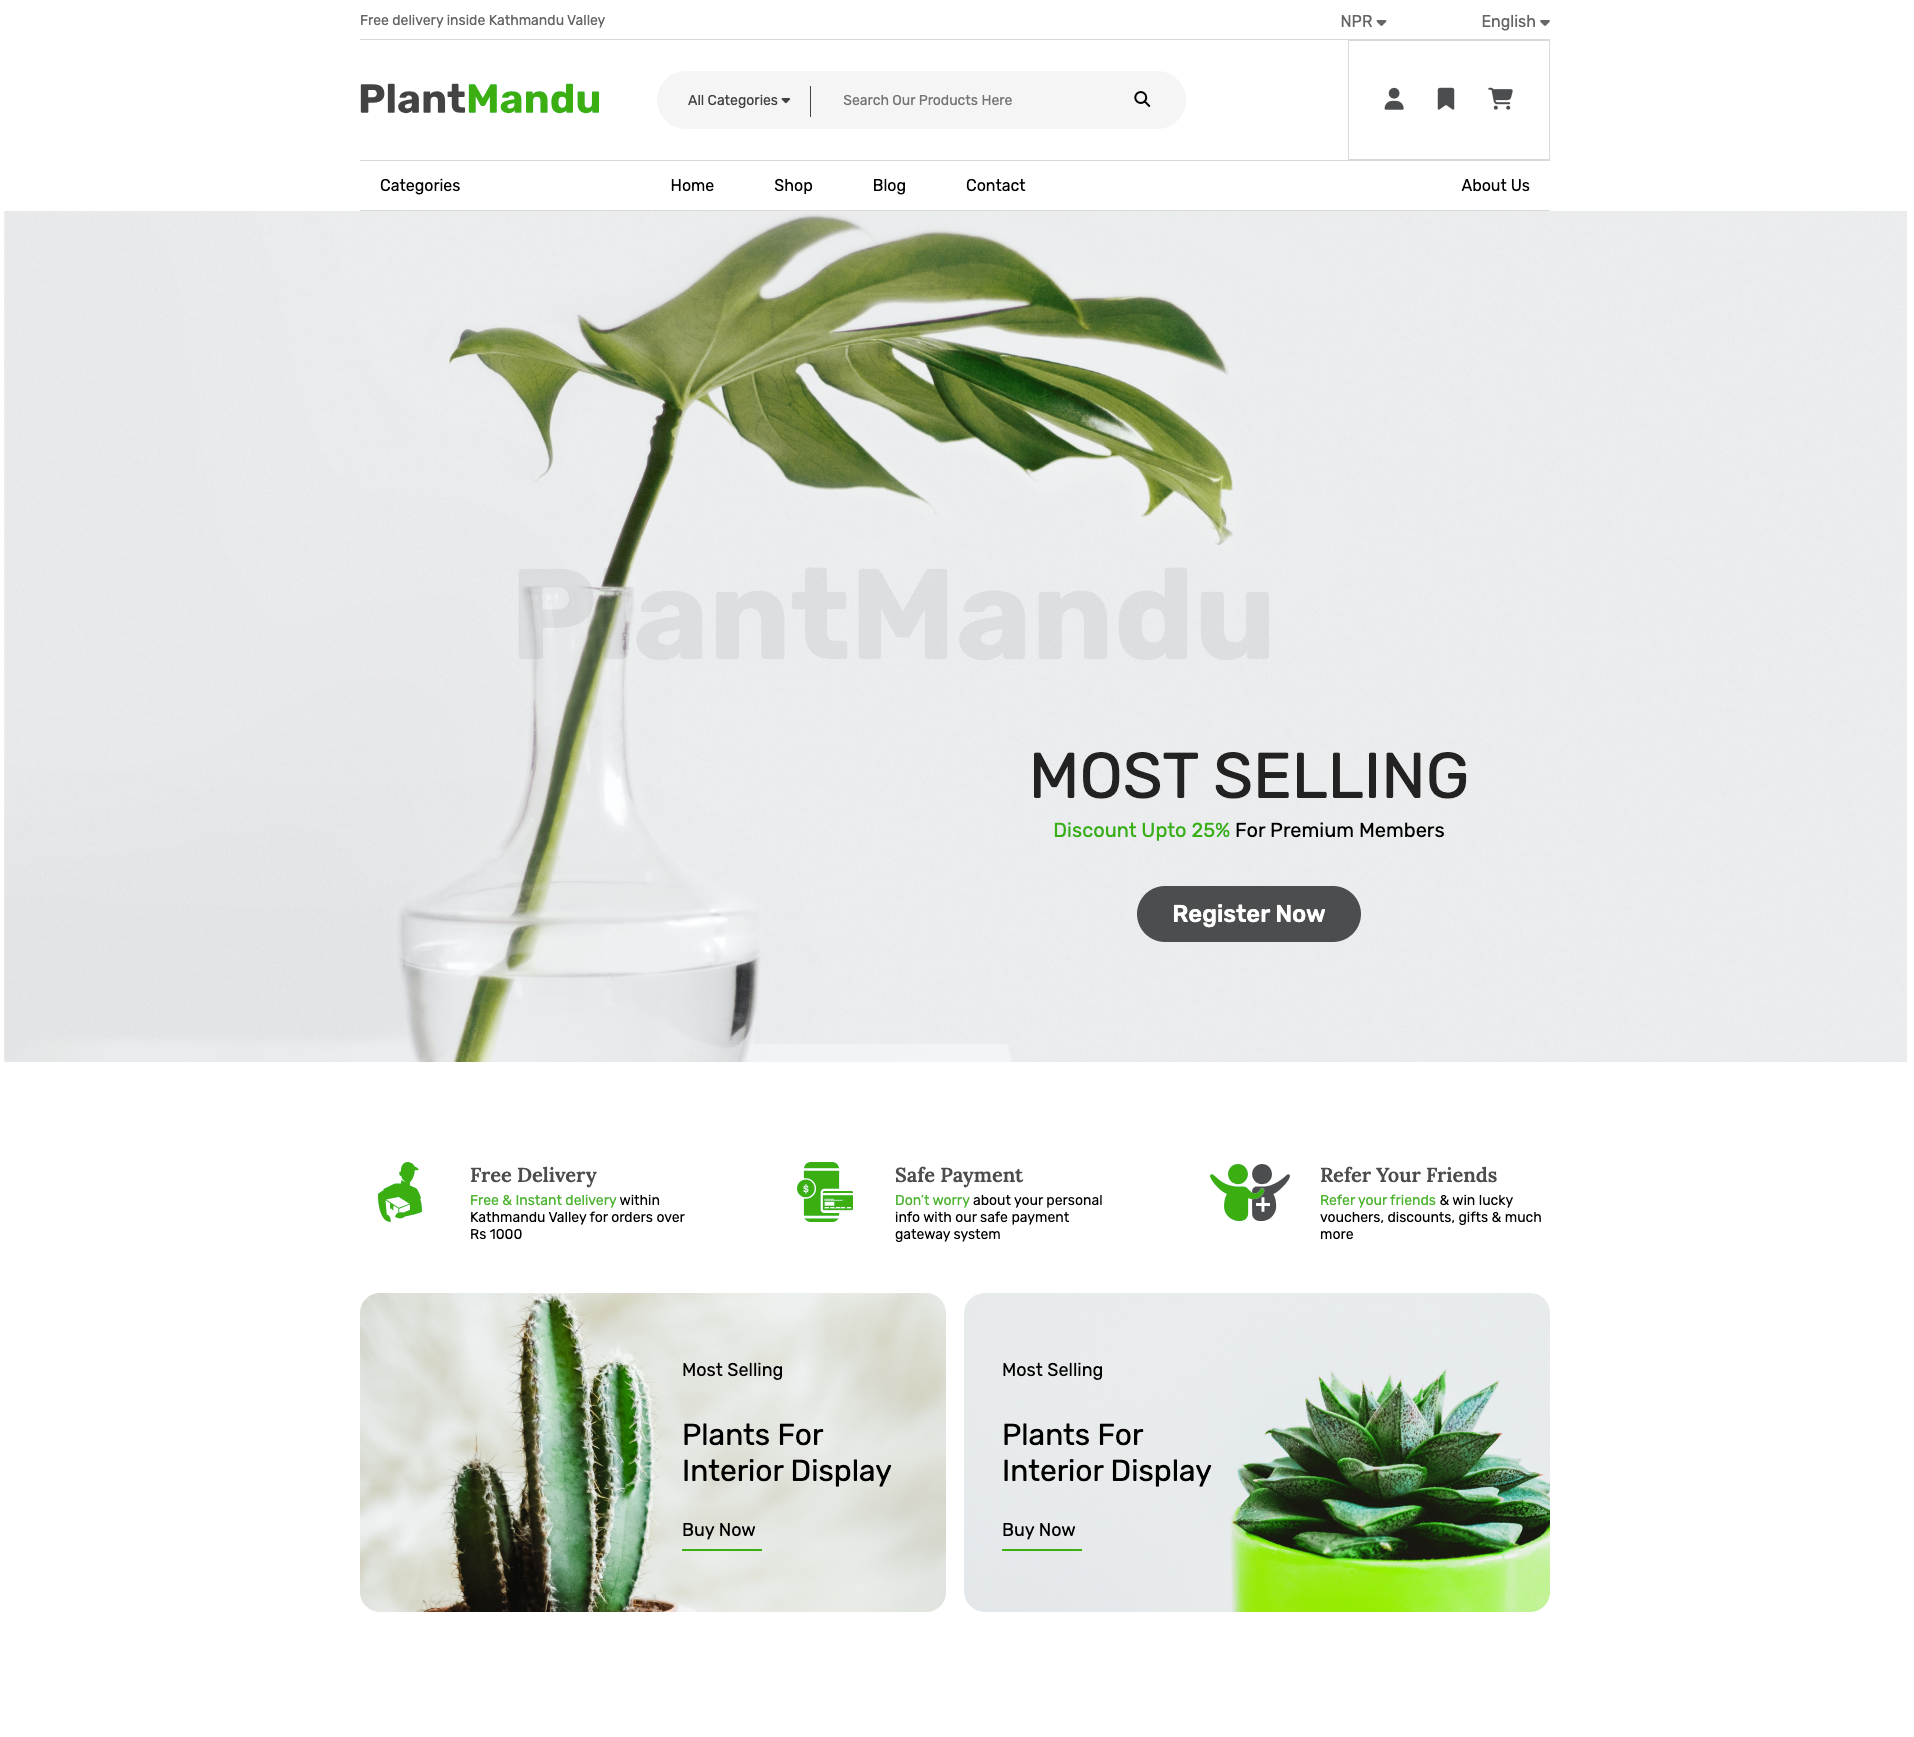 Free delivery inside Kathmandu Valley
NPR
English
PlantMandu
All Categories
Search Our Products Here
Categories
Home
Shop
Blog
Contact
About Us
PlantMandu
MOST SELLING
Discount Upto 25% For Premium Members
Register Now
Free Delivery
Free & Instant delivery within
Kathmandu Valley for orders over
Rs 1000
$
Safe Payment
Don't worry about your personal
info with our safe payment
gateway system
Refer Your Friends
Refer your friends & win lucky
vouchers, discounts, gifts & much
more
Most Selling
Plants For
Interior Display
Buy Now
Most Selling
Plants For
Interior Display
Buy Now